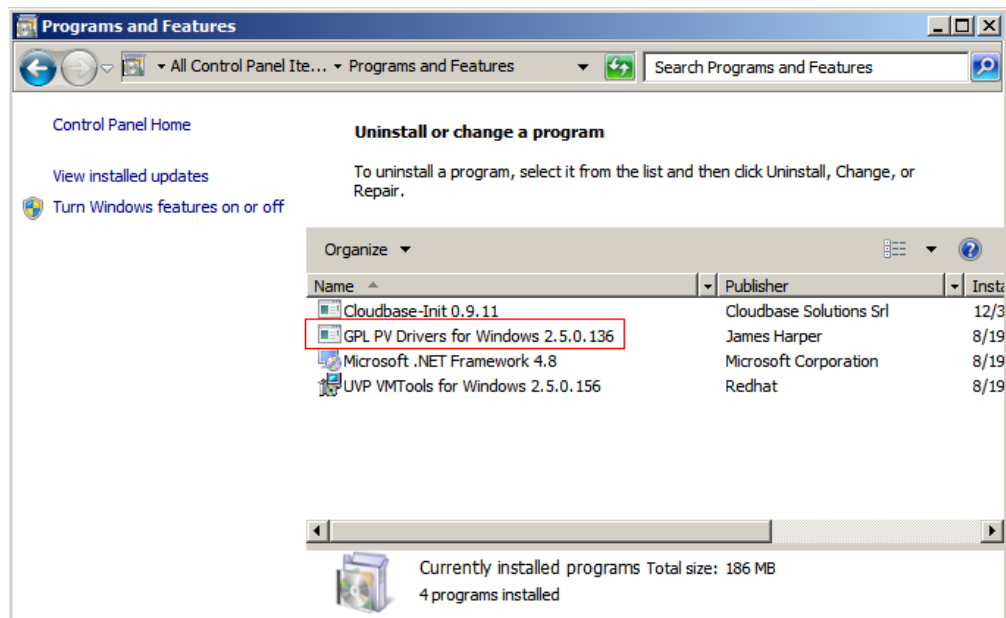 Programs and Features
All Control Panel Ite... Programs and Features
Search Programs and Features
Control Panel Home
View installed updates
Turn Windows features on or off
Uninstall or change a program
To uninstall a program, select it from the list and then click Uninstall, Change, or
Repair.
Organize
Name Publisher Insta
Cloudbase-Init 0.9.11 Cloudbase Solutions Srl 12/3
GPL PV Drivers for Windows 2.5.0.136 James Harper 8/19
Microsoft .NET Framework 4.8 Microsoft Corporation 8/19
UVP VMTools for Windows 2.5.0.156 Redhat 8/19
Currently installed programs Total size: 186 MB
4 programs installed